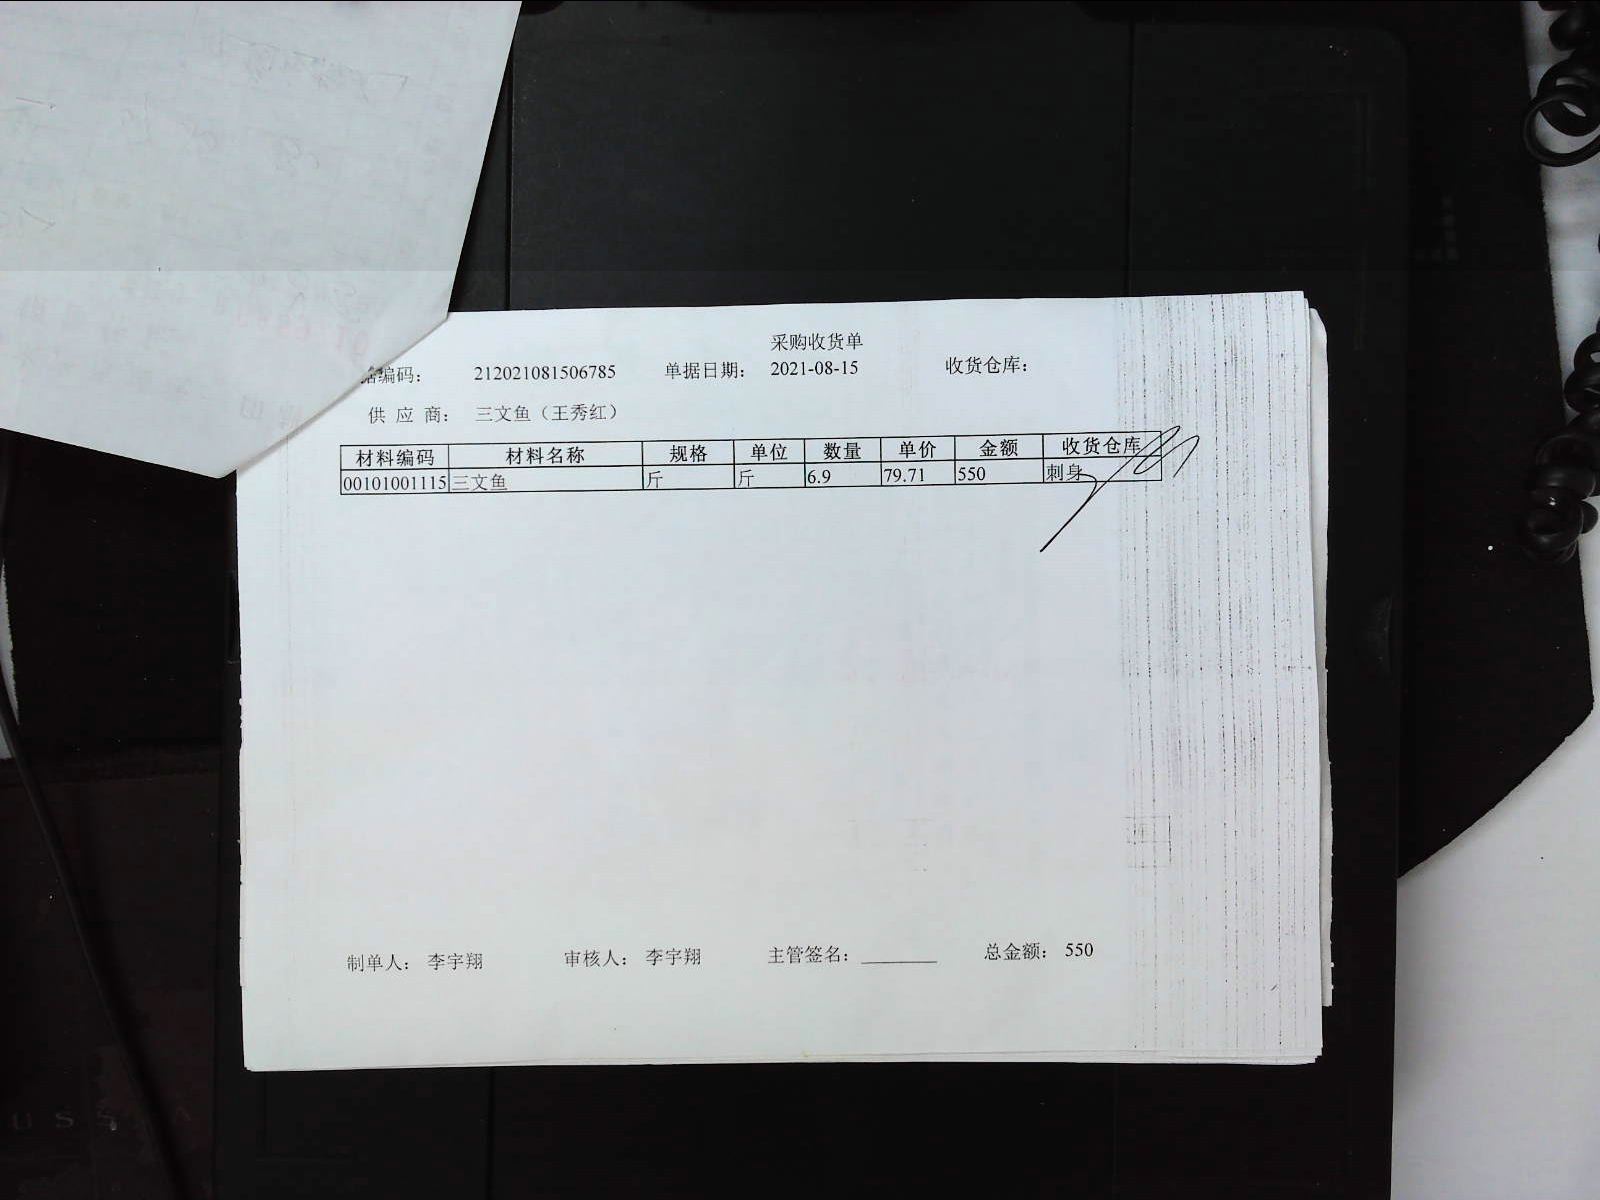 采购收货单
据编码: 212021081506785 单据日期: 2021-08-15 收货仓库:
供应商: 三文鱼（王秀红）
材料编码 材料名称 规格 单位 数量 单价 金额 收货仓库
00101001115 三文鱼 斤 斤 6.9 79.71 550 刺身
制单人: 李宇翔 审核人: 李宇翔 主管签名: ________ 总金额: 550